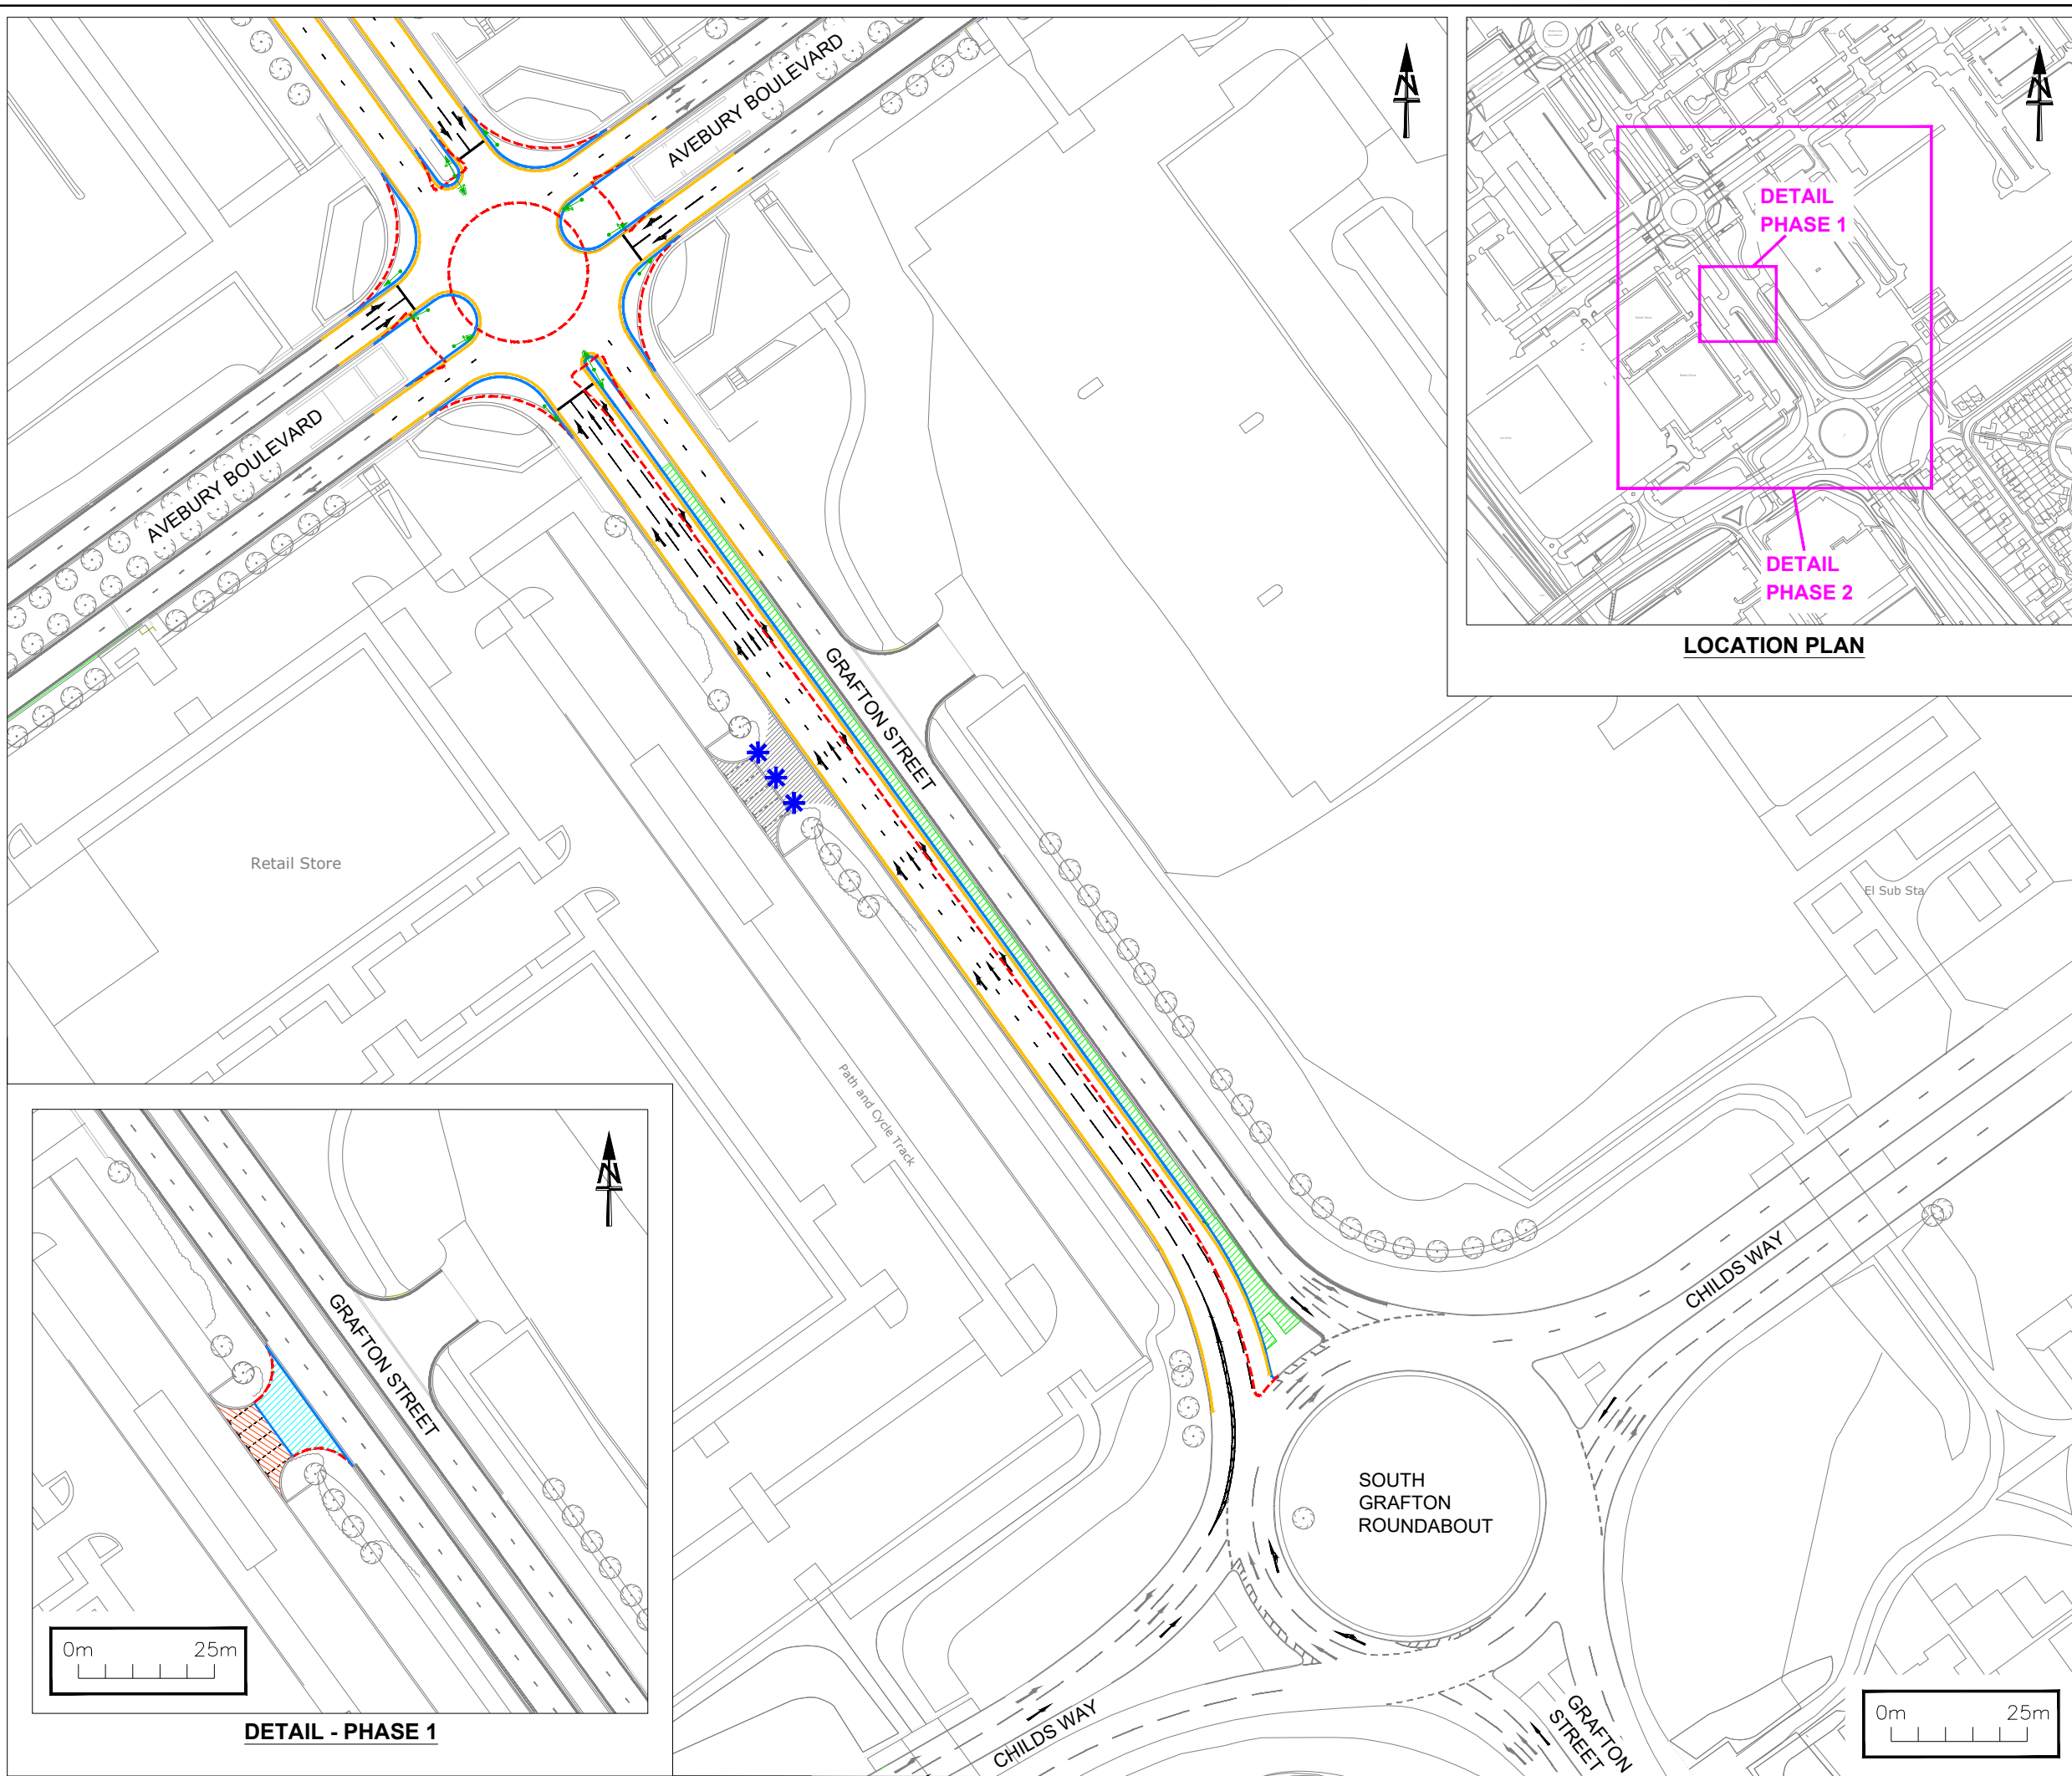 AVEBURY BOULEVARD
N
N
DETAIL
PHASE 1
DETAIL
PHASE 2
LOCATION PLAN
AVEBURY BOULEVARD
GRAFTON STREET
Retail Store
El Sub Sta
Path and Cycle Track
N
GRAFTON STREET
CHILDS WAY
SOUTH
GRAFTON
ROUNDABOUT
0m 25m
DETAIL - PHASE 1
CHILDS WAY
GRAFTON
STREET
0m 25m